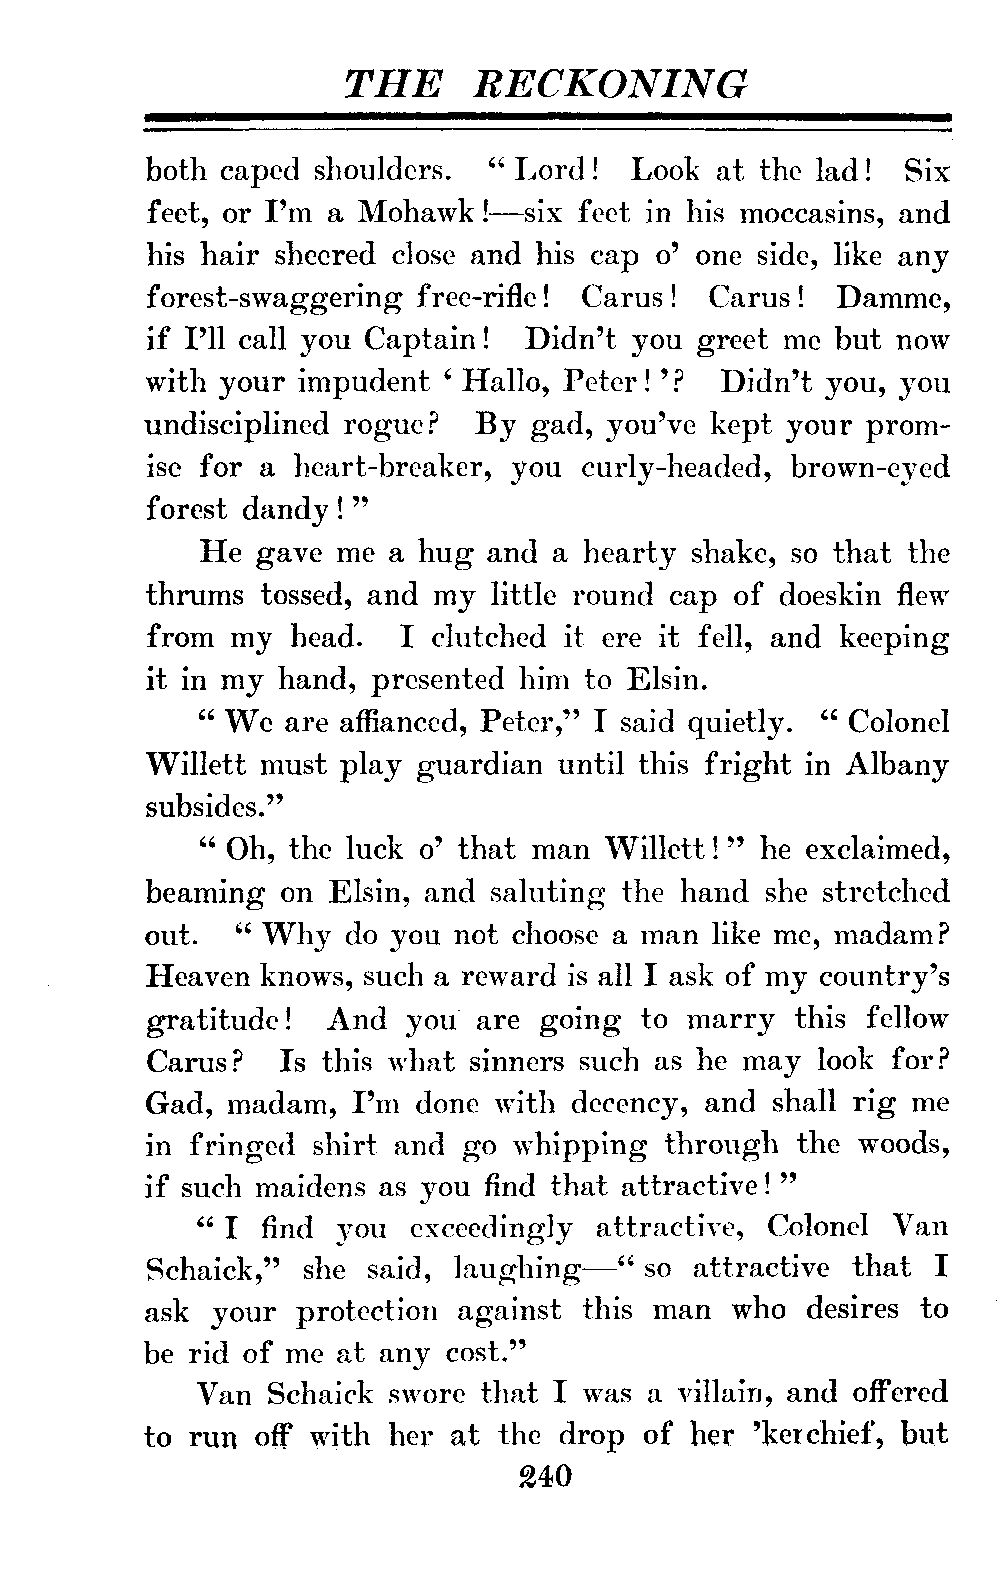 THE RECKONING
both caped shoulders. “Lord! Look at the lad! Six
feet, or I’m a Mohawk!—six feet in his moccasins, and
his hair sheered close and his cap o’ one side, like any
forest-swaggering free-rifle! Carus! Carus! Damme,
if I’ll call you Captain! Didn’t you greet me but now
with your impudent ‘Hallo, Peter!’? Didn’t you, you
undisciplined rogue? By gad, you’ve kept your prom-
ise for a heart-breaker, you curly-headed, brown-eyed
forest dandy!”
He gave me a hug and a hearty shake, so that the
thrums tossed, and my little round cap of doeskin flew
from my head. I clutched it ere it fell, and keeping
it in my hand, presented him to Elsin.
“We are affianced, Peter,” I said quietly. “Colonel
Willett must play guardian until this fright in Albany
subsides.”
“Oh, the luck o’ that man Willett!” he exclaimed,
beaming on Elsin, and saluting the hand she stretched
out. “Why do you not choose a man like me, madam?
Heaven knows, such a reward is all I ask of my country’s
gratitude! And you are going to marry this fellow
Carus? Is this what sinners such as he may look for?
Gad, madam, I’m done with decency, and shall rig me
in fringed shirt and go whipping through the woods,
if such maidens as you find that attractive!”
“I find you exceedingly attractive, Colonel Van
Schaick,” she said, laughing—“so attractive that I
ask your protection against this man who desires to
be rid of me at any cost.”
Van Schaick swore that I was a villain, and offered
to run off with her at the drop of her ’kerchief, but
240